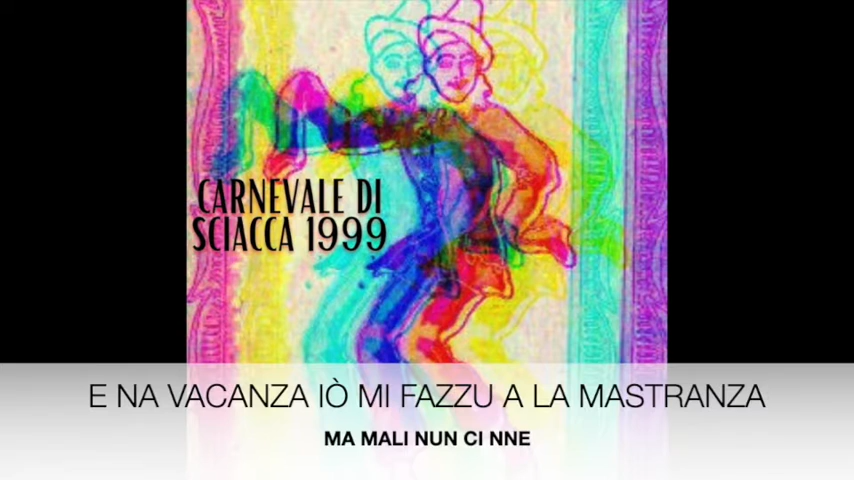 CARNEVALE DI
SCIACCA 1999
E NA VACANZA IÒ MI FAZZU A LA MASTRANZA
MA MALI NUN CI NNE